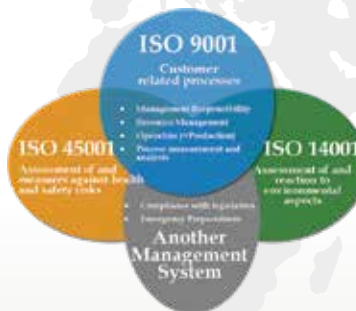 ISO 9001
Customer
related processes
• Management Responsibility
• Resource Management
• Operation (=Production)
• Process measurement and
analysis
ISO 45001
Assessment of and
measures against health
and safety risks
ISO 14001
Assessment of and
reaction to
environmental
aspects
• Compliance with legislation
• Emergency Preparedness
Another
Management
System